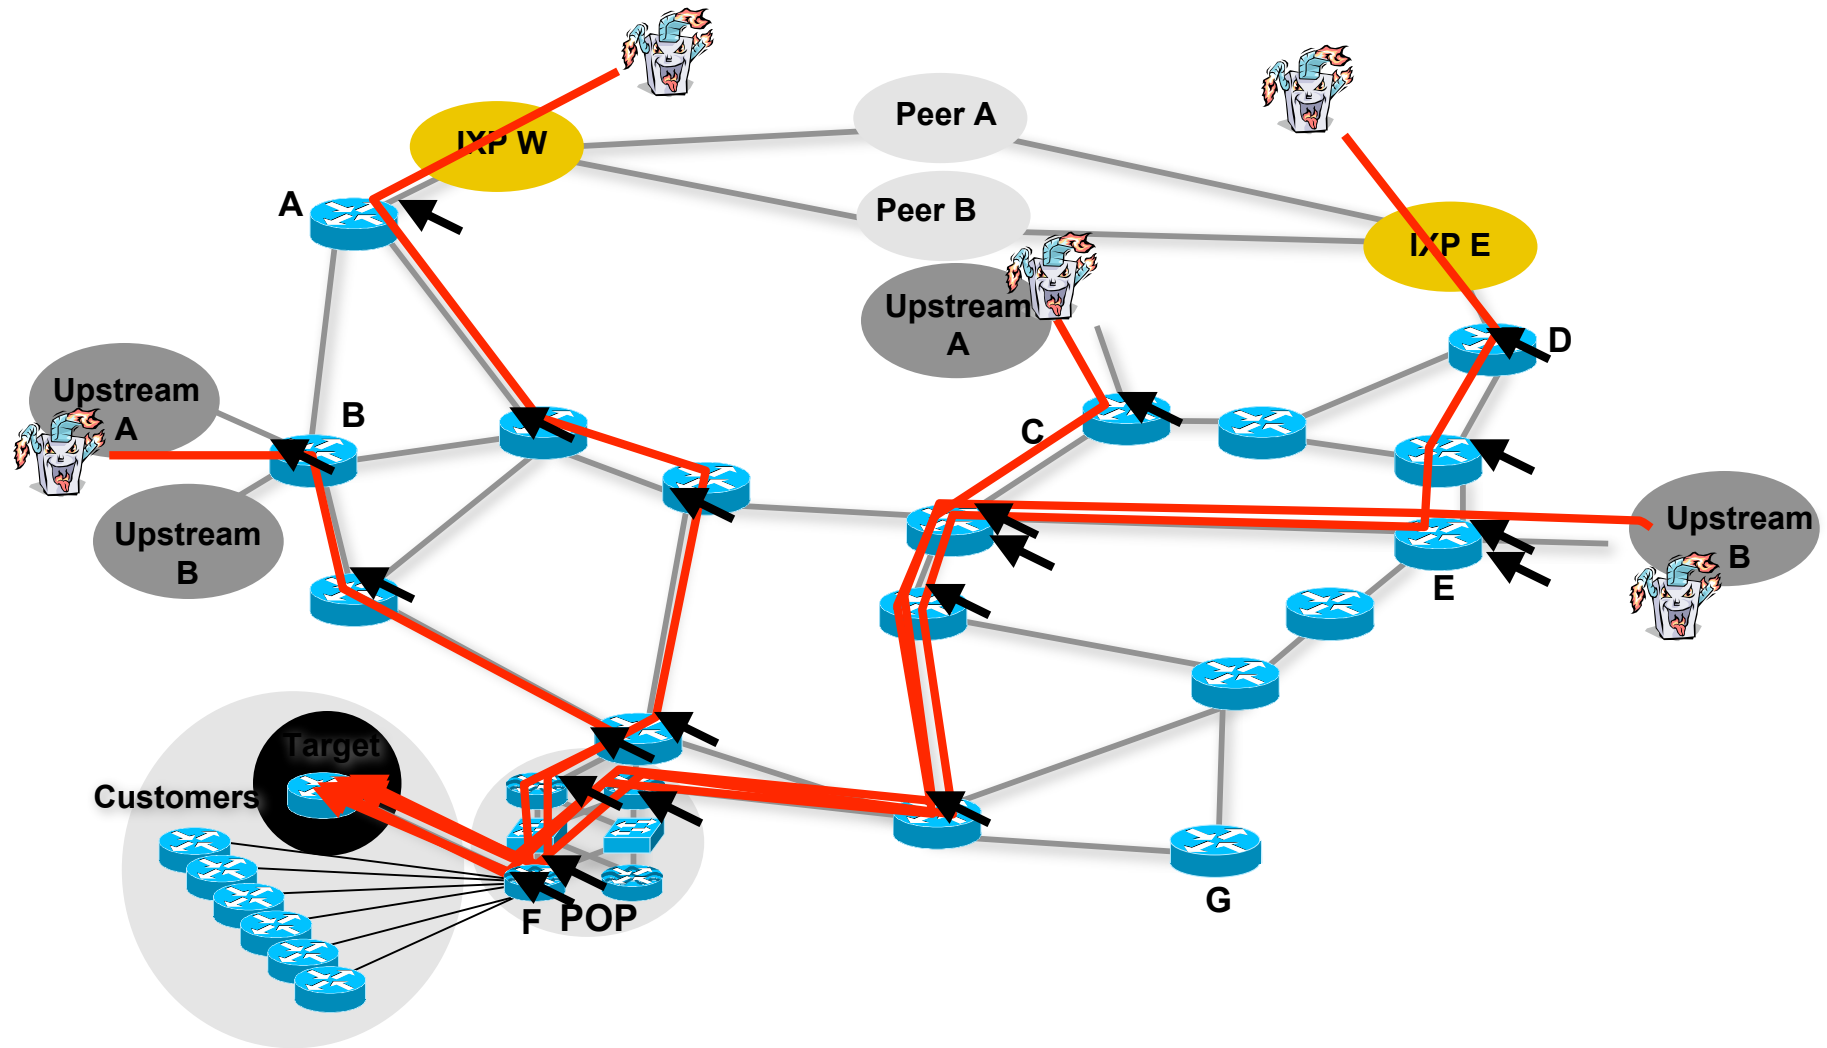 Peer A
IXP W
A
Peer B
IXP E
Upstream
A
D
Upstream
A
B
C
Upstream
B
Upstream
B
E
Target
Customers
G
F
POP